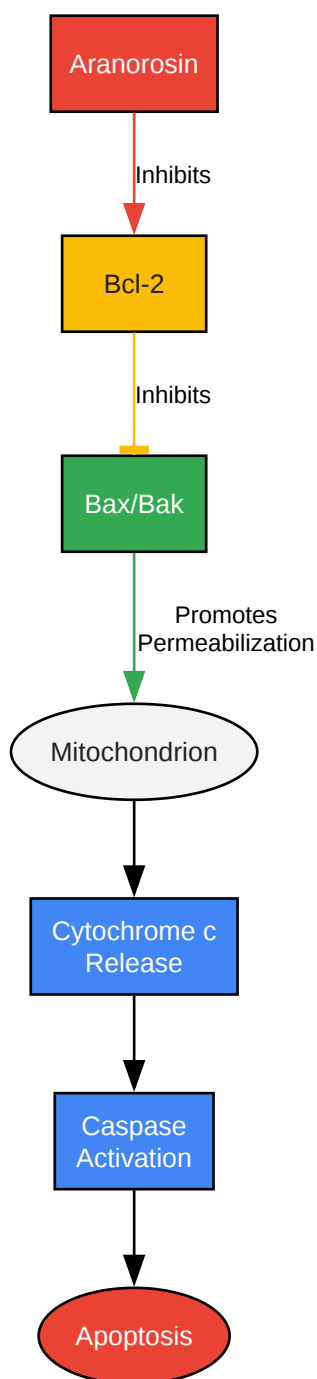 Aranorosin
Inhibits
Bcl-2
Inhibits
Bax/Bak
Promotes
Permeabilization
Mitochondrion
Cytochrome c
Release
Caspase
Activation
Apoptosis